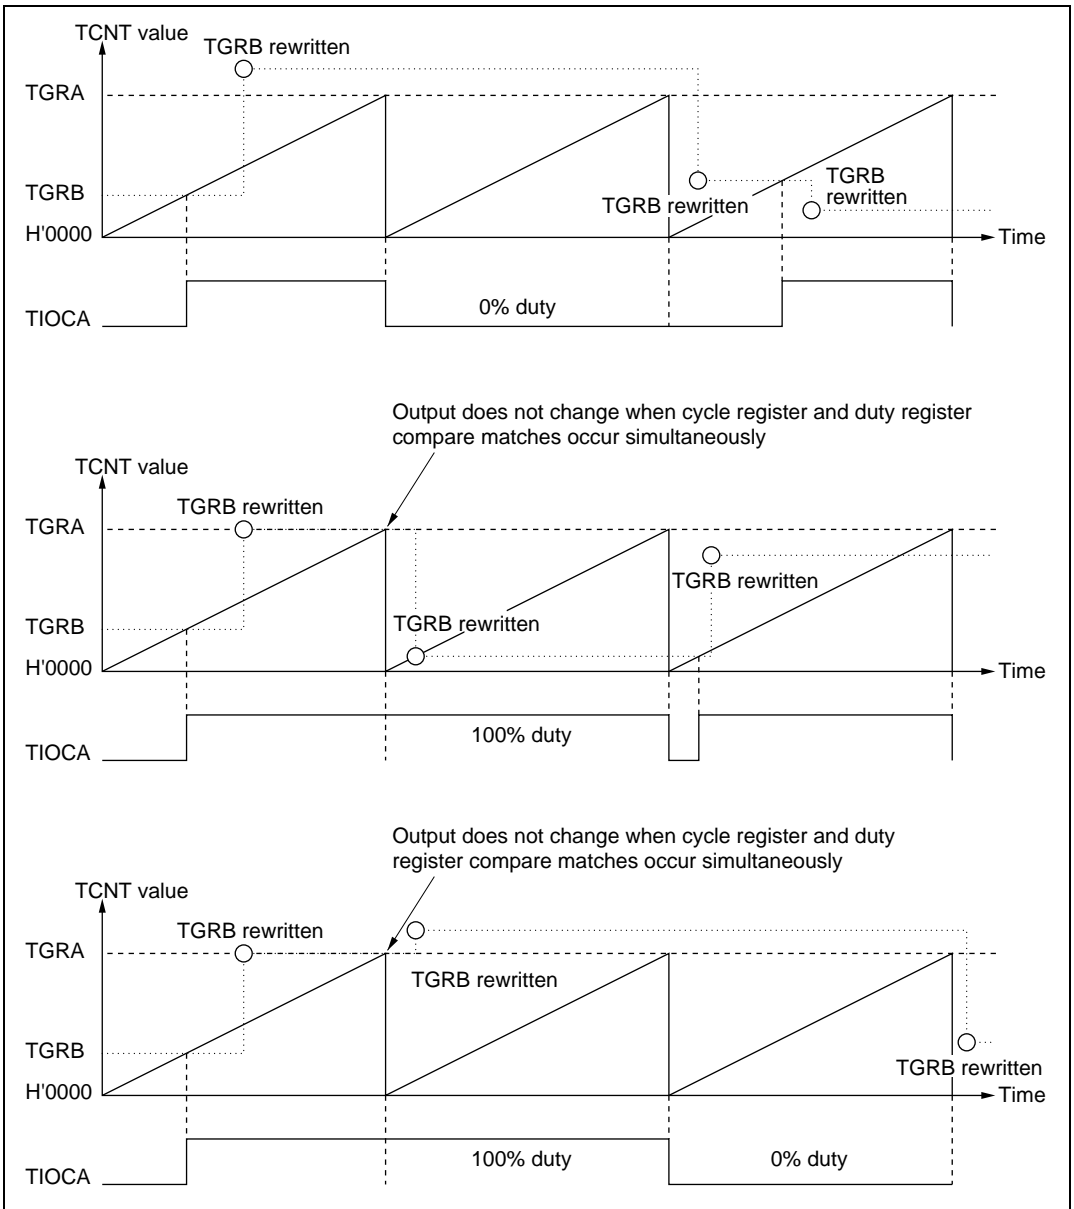 TCNT value
TGRB rewritten
TGRA
TGRB
TGRB rewritten
TGRB
rewritten
H'0000
Time
TIOCA
0% duty
Output does not change when cycle register and duty register
compare matches occur simultaneously
TCNT value
TGRB rewritten
TGRA
TGRB rewritten
TGRB
TGRB rewritten
H'0000
Time
TIOCA
100% duty
Output does not change when cycle register and duty
register compare matches occur simultaneously
TCNT value
TGRB rewritten
TGRA
TGRB rewritten
TGRB
TGRB rewritten
H'0000
Time
TIOCA
100% duty
0% duty